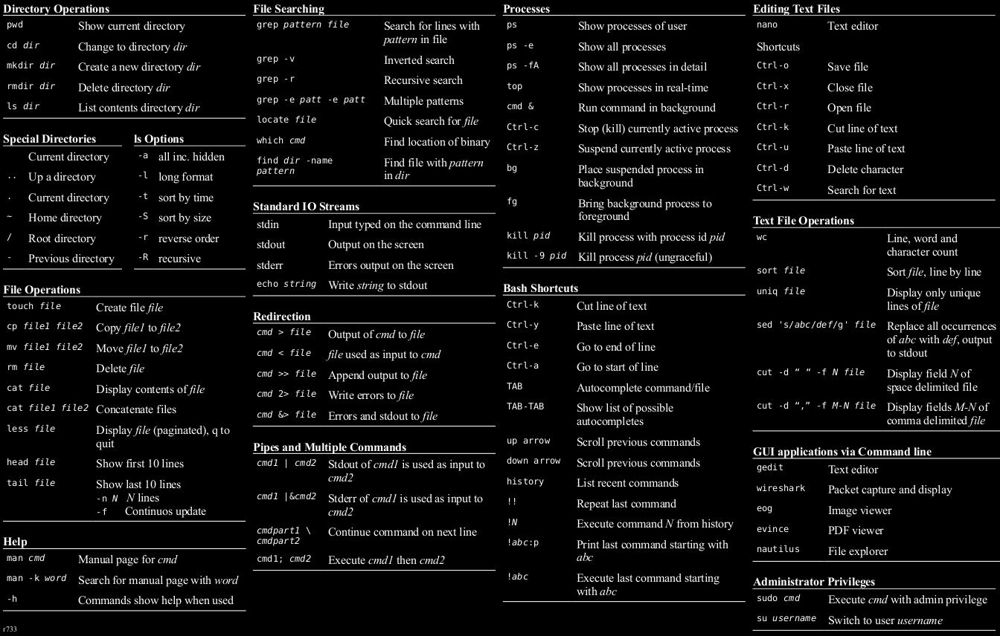 Directory Operations
pwd Show current directory
cd dir Change to directory dir
mkdir dir Create a new directory dir
rmdir dir Delete directory dir
ls dir List contents directory dir
Special Directories
Current directory
.. Up a directory
. Current directory
~ Home directory
/ Root directory
- Previous directory
ls Options
-a all inc. hidden
-l long format
-t sort by time
-S sort by size
-r reverse order
-R recursive
File Operations
touch file Create file file
cp file1 file2 Copy file1 to file2
mv file1 file2 Move file1 to file2
rm file Delete file
cat file Display contents of file
cat file1 file2 Concatenate files
less file Display file (paginated), q to
quit
head file Show first 10 lines
tail file Show last 10 lines
-n N N lines
-f Continuos update
Help
man cmd Manual page for cmd
man -k word Search for manual page with word
-h Commands show help when used
r733
File Searching
grep pattern file Search for lines with
pattern in file
grep -v Inverted search
grep -r Recursive search
grep -e patt -e patt Multiple patterns
locate file Quick search for file
which cmd Find location of binary
find dir -name Find file with pattern
pattern in dir
Standard IO Streams
stdin Input typed on the command line
stdout Output on the screen
stderr Errors output on the screen
echo string Write string to stdout
Redirection
cmd > file Output of cmd to file
cmd < file file used as input to cmd
cmd >> file Append output to file
cmd 2> file Write errors to file
cmd &> file Errors and stdout to file
Pipes and Multiple Commands
cmd1 | cmd2 Stdout of cmd1 is used as input to
cmd2
cmd1 |&cmd2 Stderr of cmd1 is used as input to
cmd2
cmdpart1 \ Continue command on next line
cmdpart2
cmd1; cmd2 Execute cmd1 then cmd2
Processes
ps Show processes of user
ps -e Show all processes
ps -fA Show all processes in detail
top Show processes in real-time
cmd & Run command in background
Ctrl-c Stop (kill) currently active process
Ctrl-z Suspend currently active process
bg Place suspended process in
background
fg Bring background process to
foreground
kill pid Kill process with process id pid
kill -9 pid Kill process pid (ungraceful)
Bash Shortcuts
Ctrl-k Cut line of text
Ctrl-y Paste line of text
Ctrl-e Go to end of line
Ctrl-a Go to start of line
TAB Autocomplete command/file
TAB-TAB Show list of possible
autocompletes
up arrow Scroll previous commands
down arrow Scroll previous commands
history List recent commands
!! Repeat last command
!N Execute command N from history
!abc:p Print last command starting with
abc
!abc Execute last command starting
with abc
Editing Text Files
nano Text editor
Shortcuts
Ctrl-o Save file
Ctrl-x Close file
Ctrl-r Open file
Ctrl-k Cut line of text
Ctrl-u Paste line of text
Ctrl-d Delete character
Ctrl-w Search for text
Text File Operations
wc Line, word and
character count
sort file Sort file, line by line
uniq file Display only unique
lines of file
sed 's/abc/def/g' file Replace all occurrences
of abc with def, output
to stdout
cut -d “ “ -f N file Display field N of
space delimited file
cut -d “,” -f M-N file Display fields M-N of
comma delimited file
GUI applications via Command line
gedit Text editor
wireshark Packet capture and display
eog Image viewer
evince PDF viewer
nautilus File explorer
Administrator Privileges
sudo cmd Execute cmd with admin privilege
su username Switch to user username